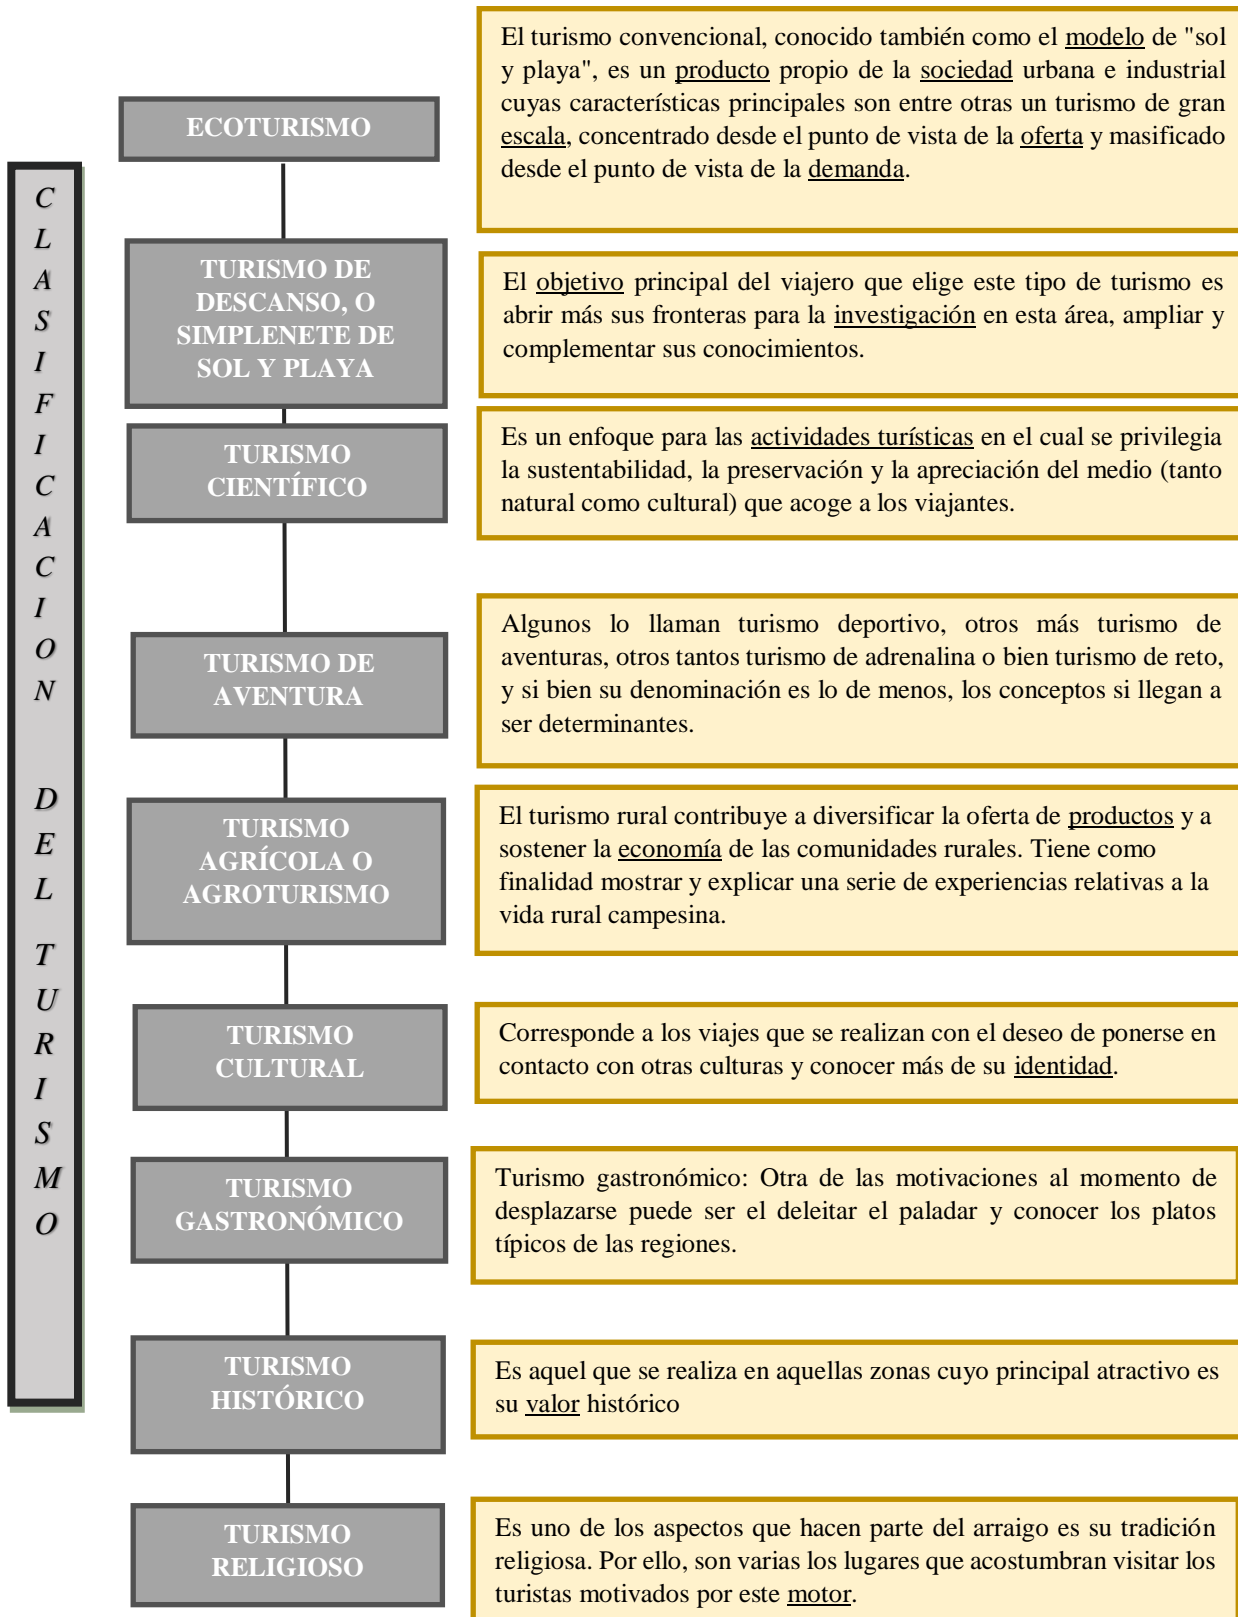 CLASIFICACION DEL TURISMO
ECOTURISMO
El turismo convencional, conocido también como el modelo de "sol
y playa", es un producto propio de la sociedad urbana e industrial
cuyas características principales son entre otras un turismo de gran
escala, concentrado desde el punto de vista de la oferta y masificado
desde el punto de vista de la demanda.
TURISMO DE
DESCANSO, O
SIMPLENETE DE
SOL Y PLAYA
El objetivo principal del viajero que elige este tipo de turismo es
abrir más sus fronteras para la investigación en esta área, ampliar y
complementar sus conocimientos.
TURISMO
CIENTÍFICO
Es un enfoque para las actividades turísticas en el cual se privilegia
la sustentabilidad, la preservación y la apreciación del medio (tanto
natural como cultural) que acoge a los viajantes.
TURISMO DE
AVENTURA
Algunos lo llaman turismo deportivo, otros más turismo de
aventuras, otros tantos turismo de adrenalina o bien turismo de reto,
y si bien su denominación es lo de menos, los conceptos si llegan a
ser determinantes.
TURISMO
AGRÍCOLA O
AGROTURISMO
El turismo rural contribuye a diversificar la oferta de productos y a
sostener la economía de las comunidades rurales. Tiene como
finalidad mostrar y explicar una serie de experiencias relativas a la
vida rural campesina.
TURISMO
CULTURAL
Corresponde a los viajes que se realizan con el deseo de ponerse en
contacto con otras culturas y conocer más de su identidad.
TURISMO
GASTRONÓMICO
Turismo gastronómico: Otra de las motivaciones al momento de
desplazarse puede ser el deleitar el paladar y conocer los platos
típicos de las regiones.
TURISMO
HISTÓRICO
Es aquel que se realiza en aquellas zonas cuyo principal atractivo es
su valor histórico
TURISMO
RELIGIOSO
Es uno de los aspectos que hacen parte del arraigo es su tradición
religiosa. Por ello, son varias los lugares que acostumbran visitar los
turistas motivados por este motor.